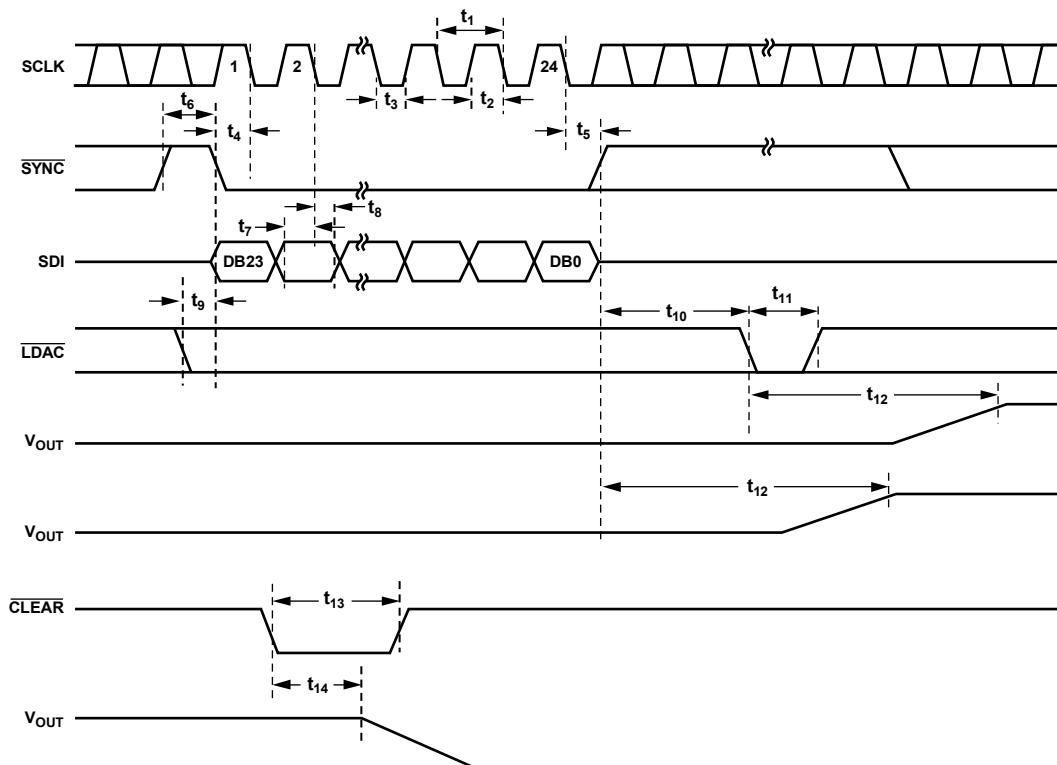 t1
SCLK
1
2
24
t3
t2
t6
t4
t5
SYNC
t7
t8
SDI
DB23
DB0
t9
t10
t11
LDAC
t12
VOUT
t12
VOUT
CLEAR
t13
t14
VOUT